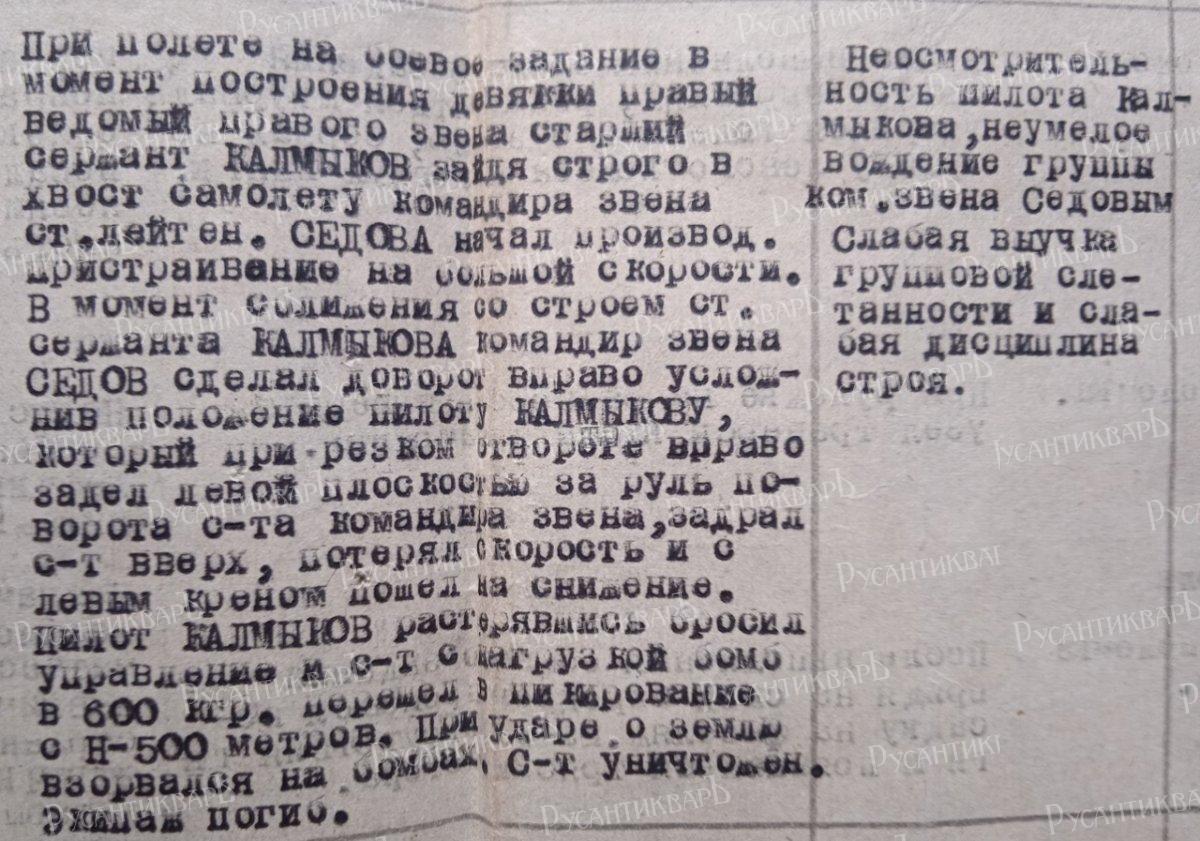 При полете на боевое задание в
момент построения девятки правый
ведомый правого звена старший
сержант КАЛМЫКОВ зайдя строго в
хвост самолету командира звена
ст.лейтен. СЕДОВА начал производ.
пристраивание на большой скорости.
В момент сближения со строем ст.
сержанта КАЛМЫКОВА командир звена
СЕДОВ сделал доворот вправо услож-
нив положение пилоту КАЛМЫКОВУ,
который при резком отвороте вправо
задел левой плоскостью за руль по-
ворота с-та командира звена,задрал
с-т вверх, потерял скорость и с
левым креном пошел на снижение.
Пилот КАЛМЫКОВ растерявшись бросил
управление и с-т с нагрузкой бомб
в 600 кгр. перешел в пикирование
с Н-500 метров. При ударе о землю
взорвался на бомбах. С-т уничтожен.
Экипаж погиб.
Неосмотритель-
ность пилота Кал-
мыкова,неумелое
вождение группы
ком.звена Седовым
Слабая внучка
групповой сле-
танности и сла-
бая дисциплина
строя.
РусАнтикварЪ